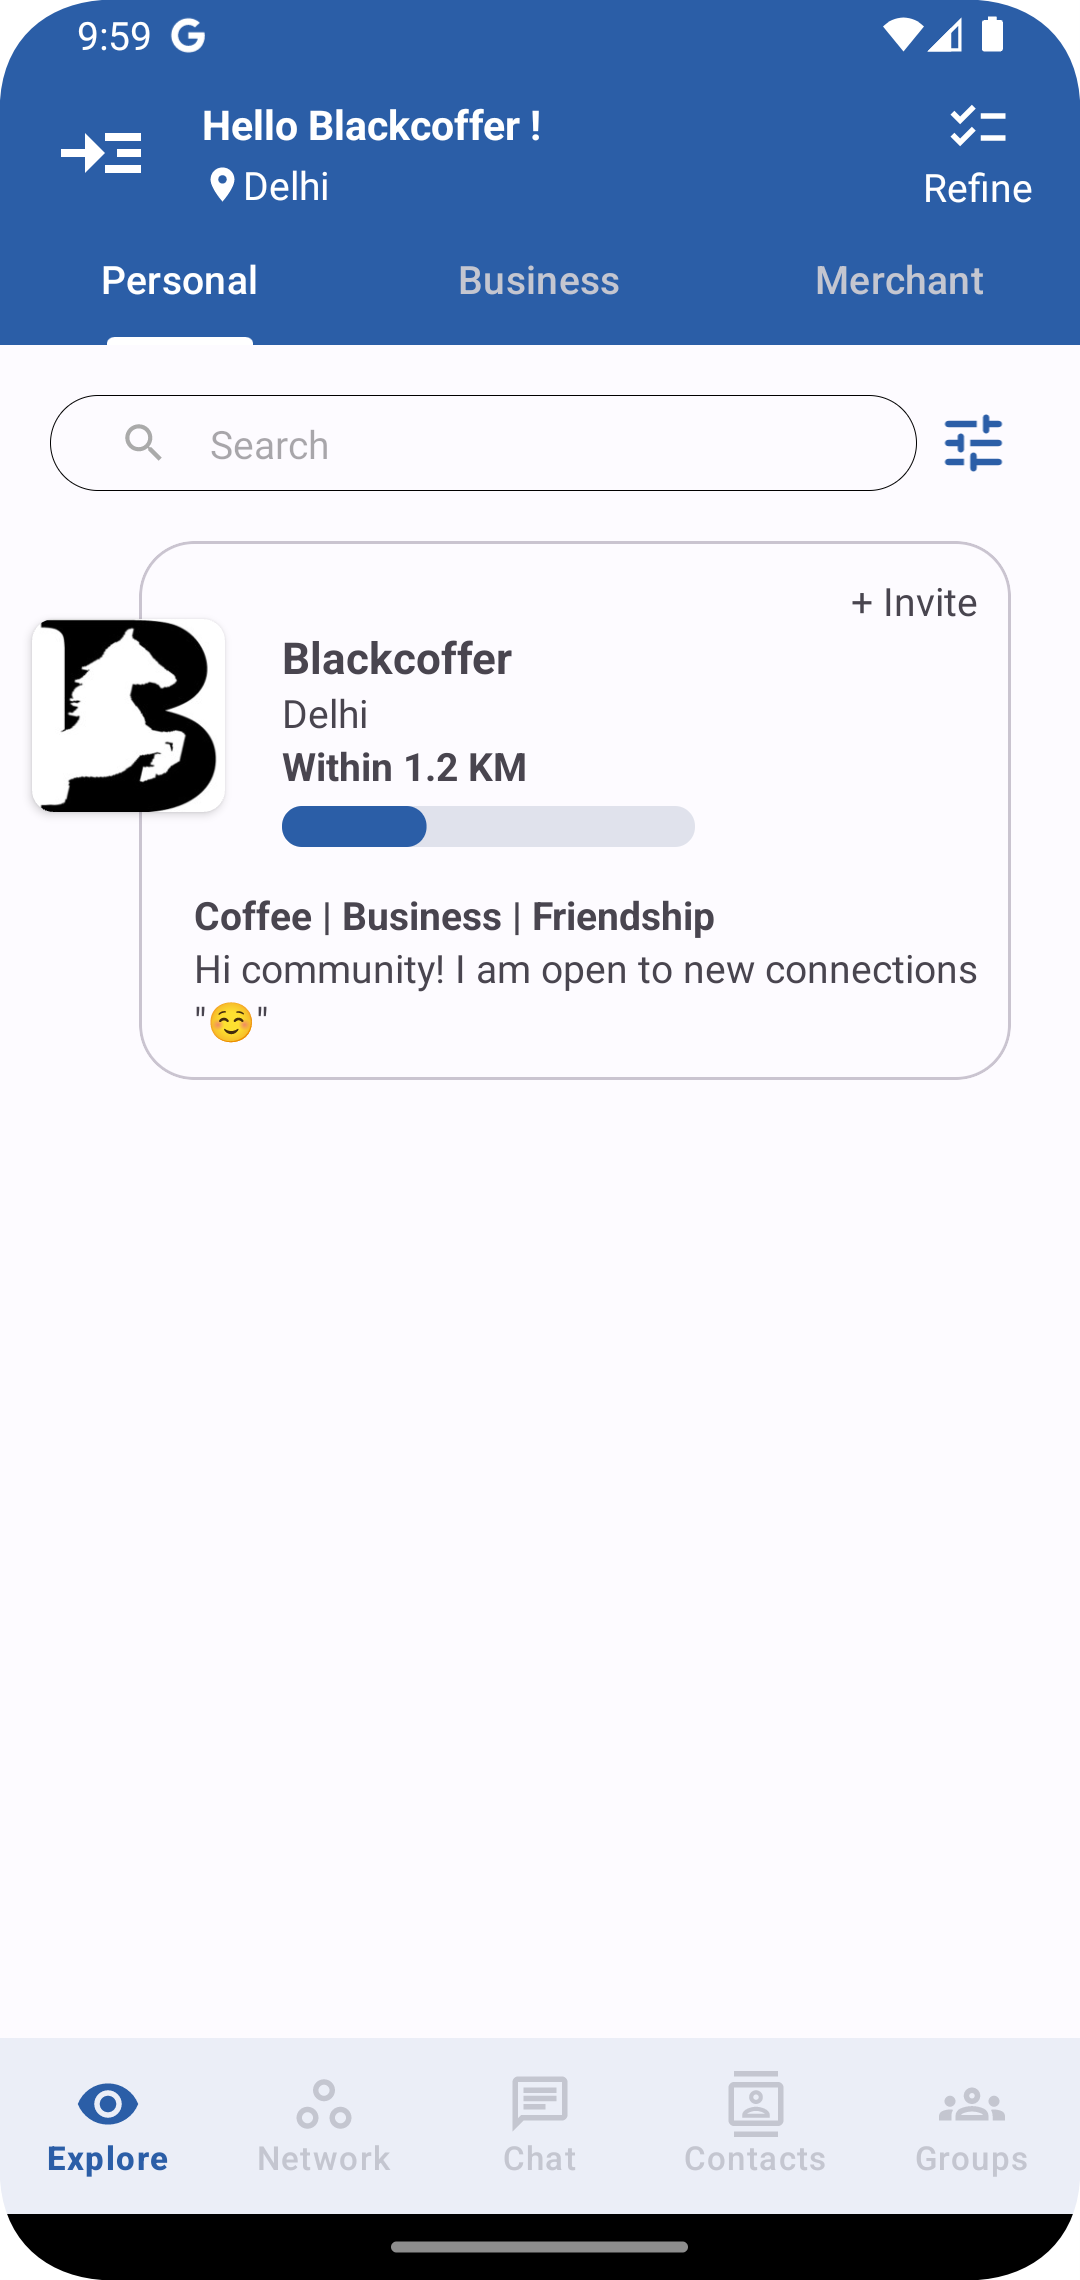 9:59
Hello Blackcoffer !
Delhi
Refine
Personal
Business
Merchant
Search
+ Invite
Blackcoffer
Delhi
Within 1.2 KM
Coffee | Business | Friendship
Hi community! I am open to new connections
"☺️"
Explore
Network
Chat
Contacts
Groups